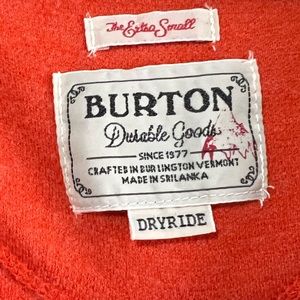 The Extra Small
BURTON
Durable Goods
SINCE 1977
CRAFTED IN BURLINGTON VERMONT
MADE IN SRI LANKA
DRYRIDE